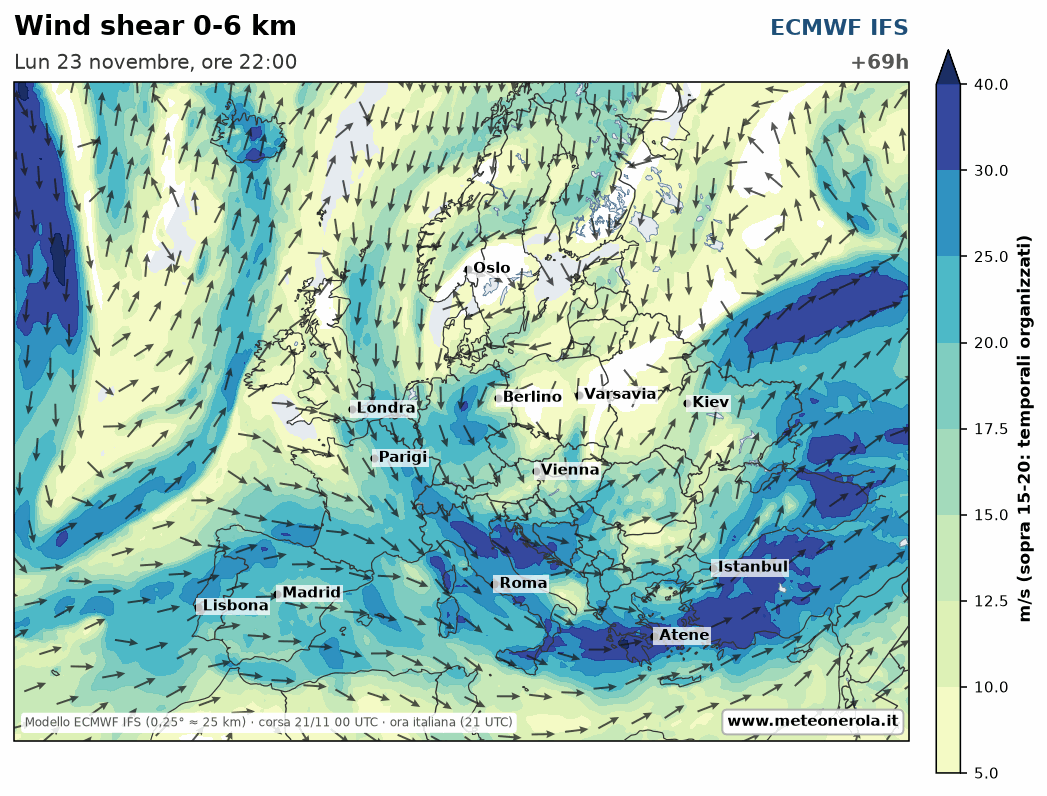 Wind shear 0-6 km
ECMWF IFS
Lun 23 novembre, ore 22:00
+69h
Oslo
Berlino
Varsavia
Kiev
Londra
Parigi
Vienna
Istanbul
Roma
Madrid
Lisbona
Atene
Modello ECMWF IFS (0.25° ≈ 25 km) · corsa 21/11 00 UTC · ora italiana (21 UTC)
www.meteonerola.it
40.0
30.0
25.0
20.0
17.5
15.0
12.5
10.0
5.0
m/s (sopra 15-20: temporali organizzati)